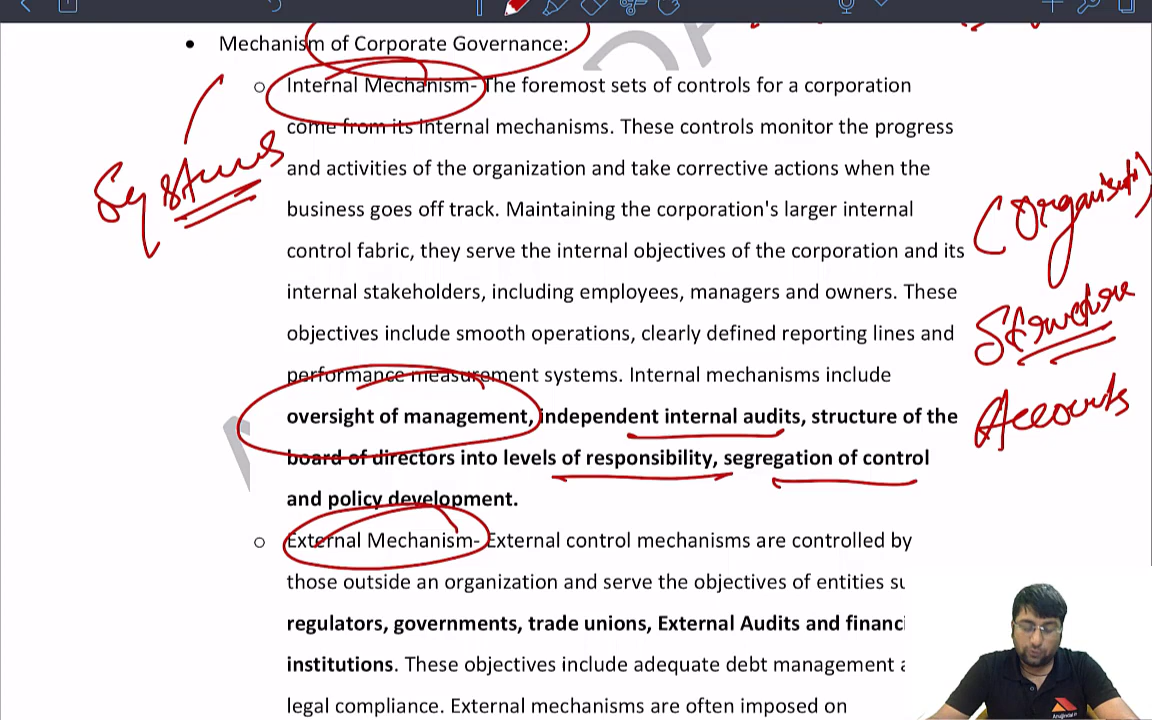 Mechanism of Corporate Governance:
Internal Mechanism- The foremost sets of controls for a corporation
come from its internal mechanisms. These controls monitor the progress
and activities of the organization and take corrective actions when the
business goes off track. Maintaining the corporation's larger internal
control fabric, they serve the internal objectives of the corporation and its
internal stakeholders, including employees, managers and owners. These
objectives include smooth operations, clearly defined reporting lines and
performance measurement systems. Internal mechanisms include
oversight of management, independent internal audits, structure of the
board of directors into levels of responsibility, segregation of control
and policy development.
External Mechanism- External control mechanisms are controlled by
those outside an organization and serve the objectives of entities su
regulators, governments, trade unions, External Audits and financi
institutions. These objectives include adequate debt management a
legal compliance. External mechanisms are often imposed on
Systems
Structure
Accounts